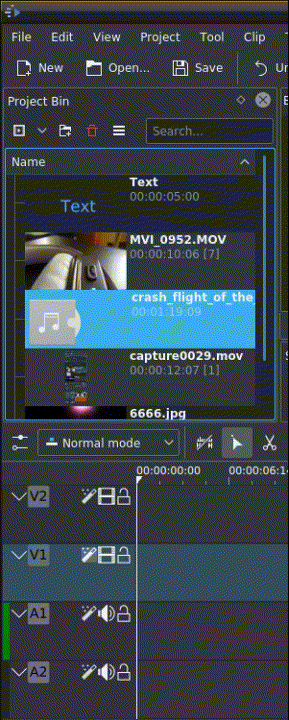 File Edit View Project Tool Clip
New Open... Save
Project Bin
Search...
Name
Text
Text
00:00:05:00
MVI_0952.MOV
00:00:10:06 [7]
crash_flight_of_the_
00:01:19:09
capture0029.mov
00:00:12:07 [1]
6666.jpg
Normal mode
00:00:00:00 00:00:06:1
V2
V1
A1
A2